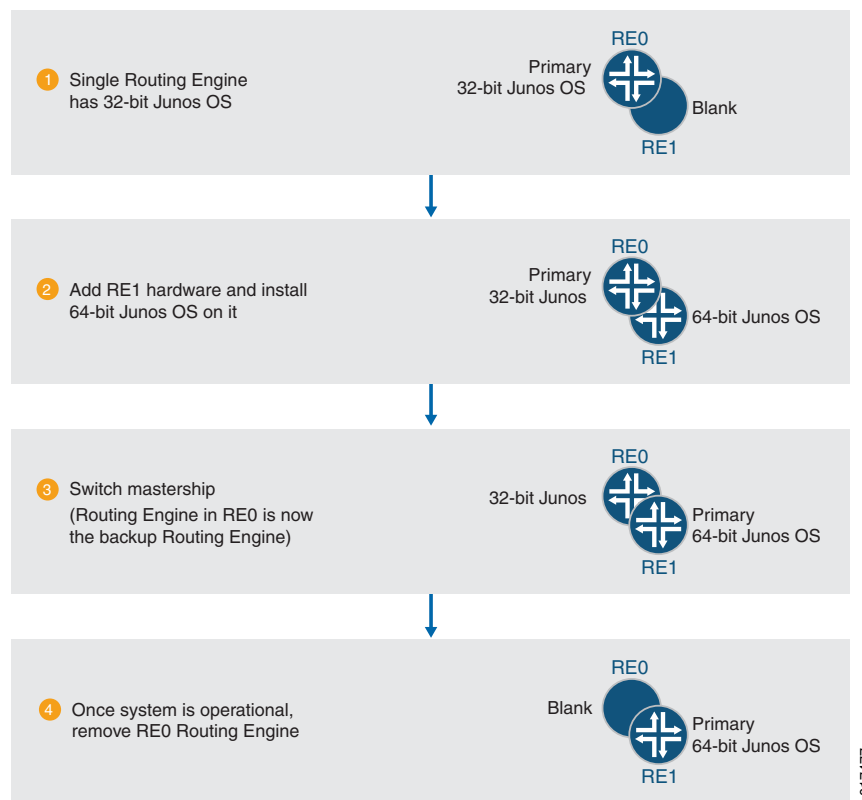 RE0
1 Single Routing Engine
has 32-bit Junos OS
Primary
32-bit Junos OS
Blank
RE1
RE0
2 Add RE1 hardware and install
64-bit Junos OS on it
Primary
32-bit Junos
64-bit Junos OS
RE1
RE0
3 Switch mastership
(Routing Engine in RE0 is now
the backup Routing Engine)
32-bit Junos
Primary
64-bit Junos OS
RE1
RE0
4 Once system is operational,
remove RE0 Routing Engine
Blank
Primary
64-bit Junos OS
RE1